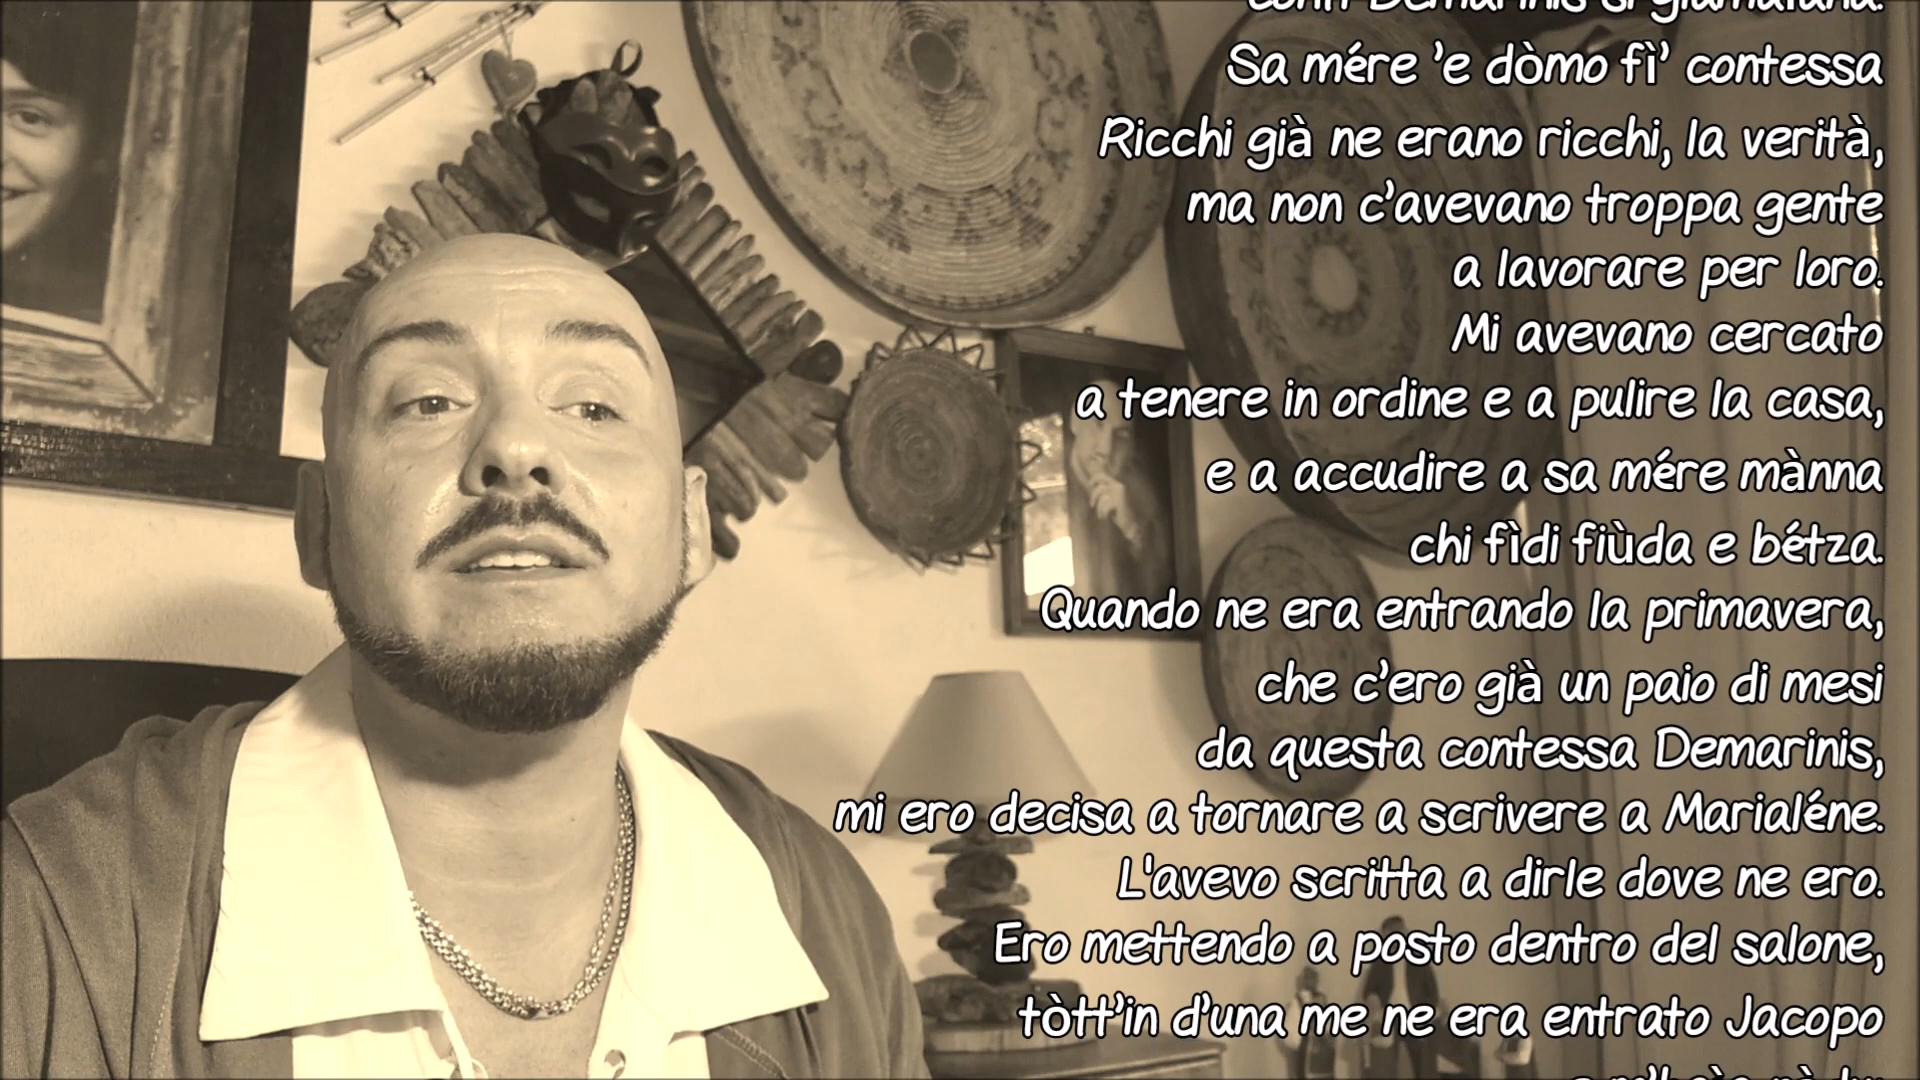 conti Demarinis si giamaìana.
Sa mére 'e dòmo fì' contessa
Ricchi già ne erano ricchi, la verità,
ma non c'avevano troppa gente
a lavorare per loro.
Mi avevano cercato
a tenere in ordine e a pulire la casa,
e a accudire a sa mére mànna
chi fìdi fiùda e bétza.
Quando ne era entrando la primavera,
che c'ero già un paio di mesi
da questa contessa Demarinis,
mi ero decisa a tornare a scrivere a Marialéne.
L'avevo scritta a dirle dove ne ero.
Ero mettendo a posto dentro del salone,
tòtt'in d'una me ne era entrato Jacopo